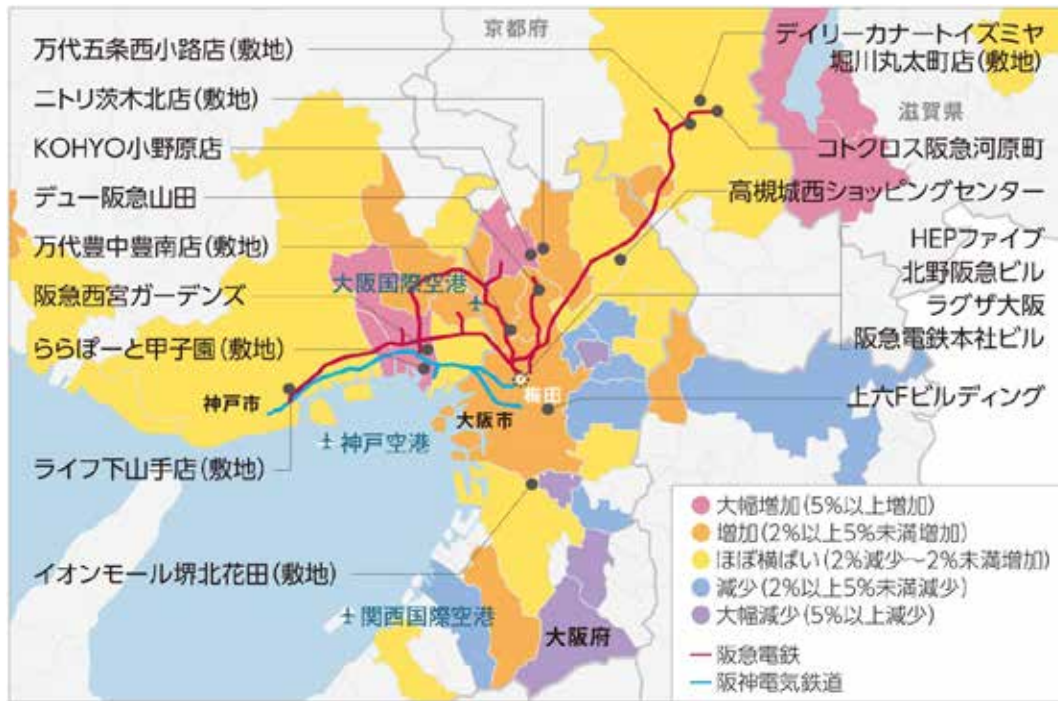 京都府
万代五条西小路店(敷地)
ニトリ茨木北店(敷地)
KOHYO小野原店
デュー阪急山田
万代豊中豊南店(敷地)
阪急西宮ガーデンズ
ららぽーと甲子園(敷地)
ライフ下山手店(敷地)
イオンモール堺北花田(敷地)
大阪国際空港
神戸市
大阪市
梅田
神戸空港
関西国際空港
大阪府
デイリーカナートイズミヤ
堀川丸太町店(敷地)
滋賀県
コトクロス阪急河原町
高槻城西ショッピングセンター
HEPファイブ
北野阪急ビル
ラグザ大阪
阪急電鉄本社ビル
上六Fビルディング
大幅増加(5%以上増加)
増加(2%以上5%未満増加)
ほぼ横ばい(2%減少～2%未満増加)
減少(2%以上5%未満減少)
大幅減少(5%以上減少)
阪急電鉄
阪神電気鉄道